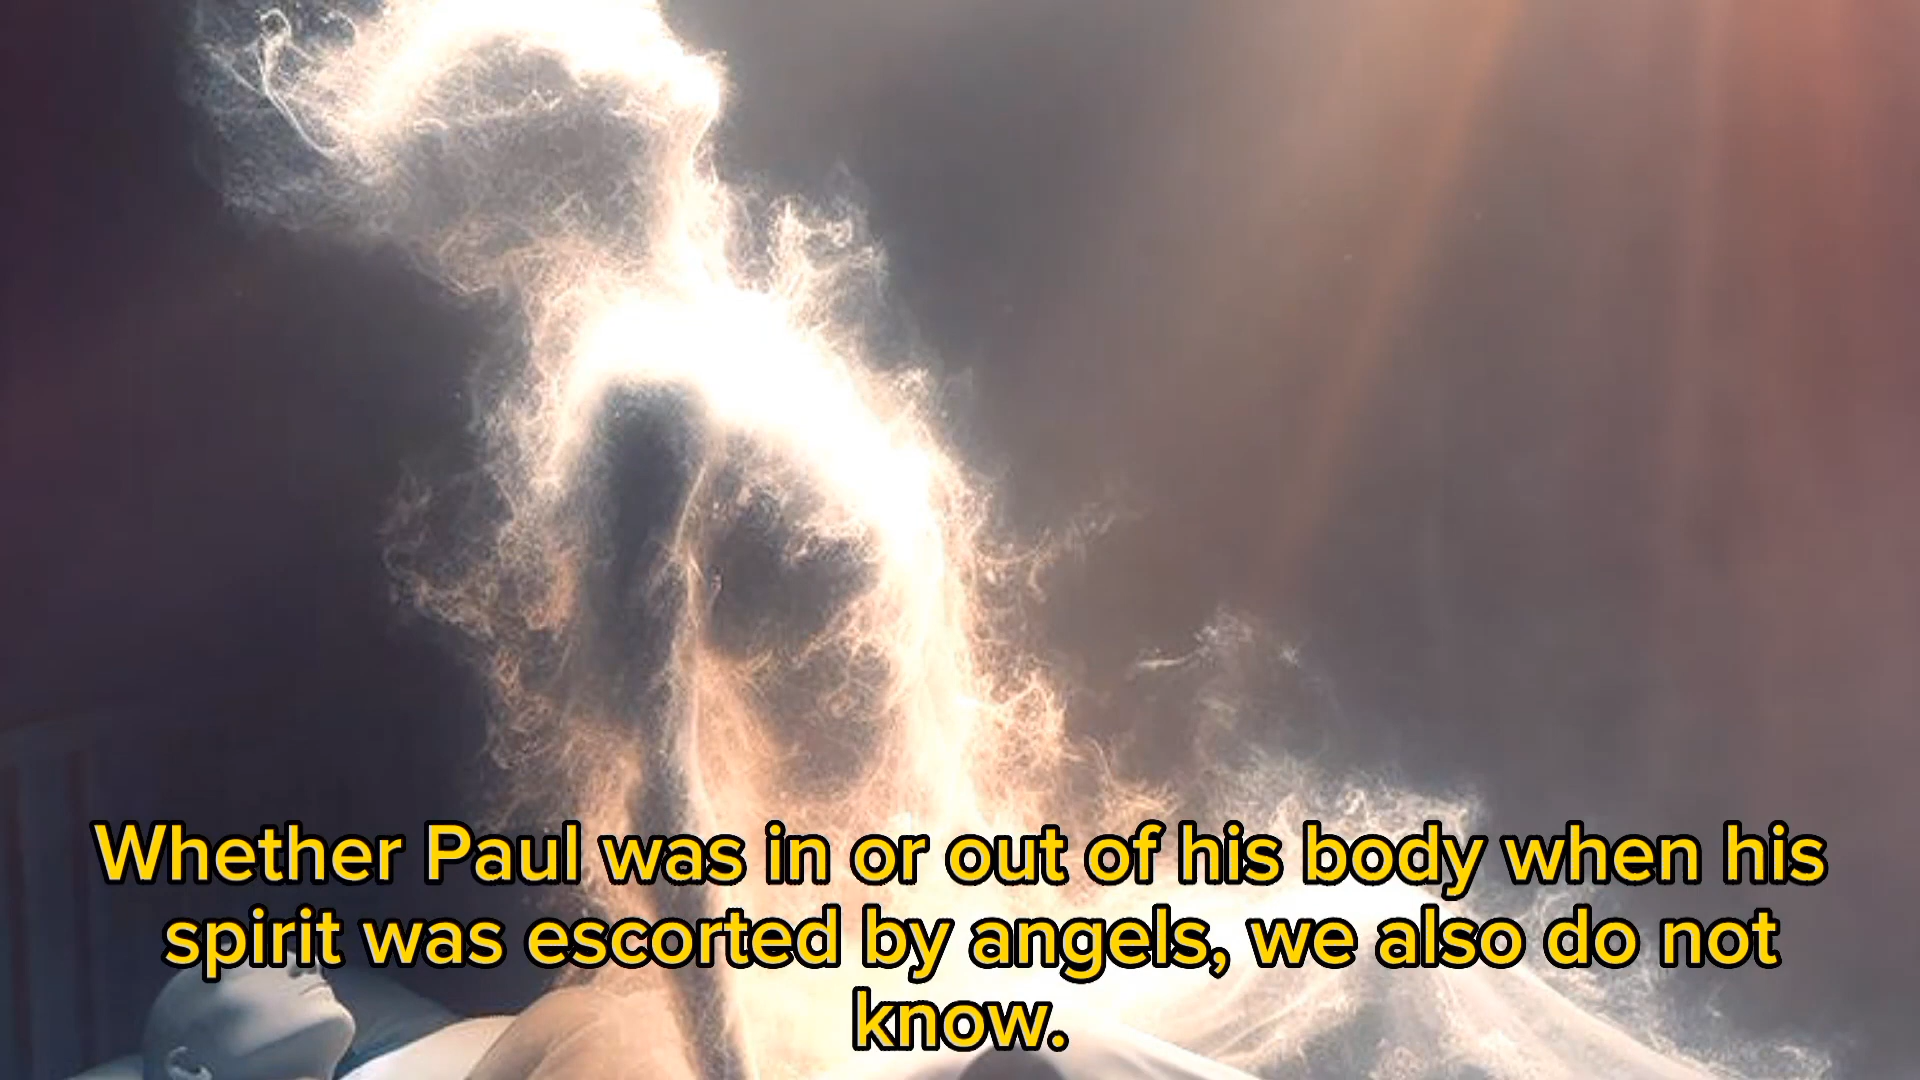 Whether Paul was in or out of his body when his
spirit was escorted by angels, we also do not
know.